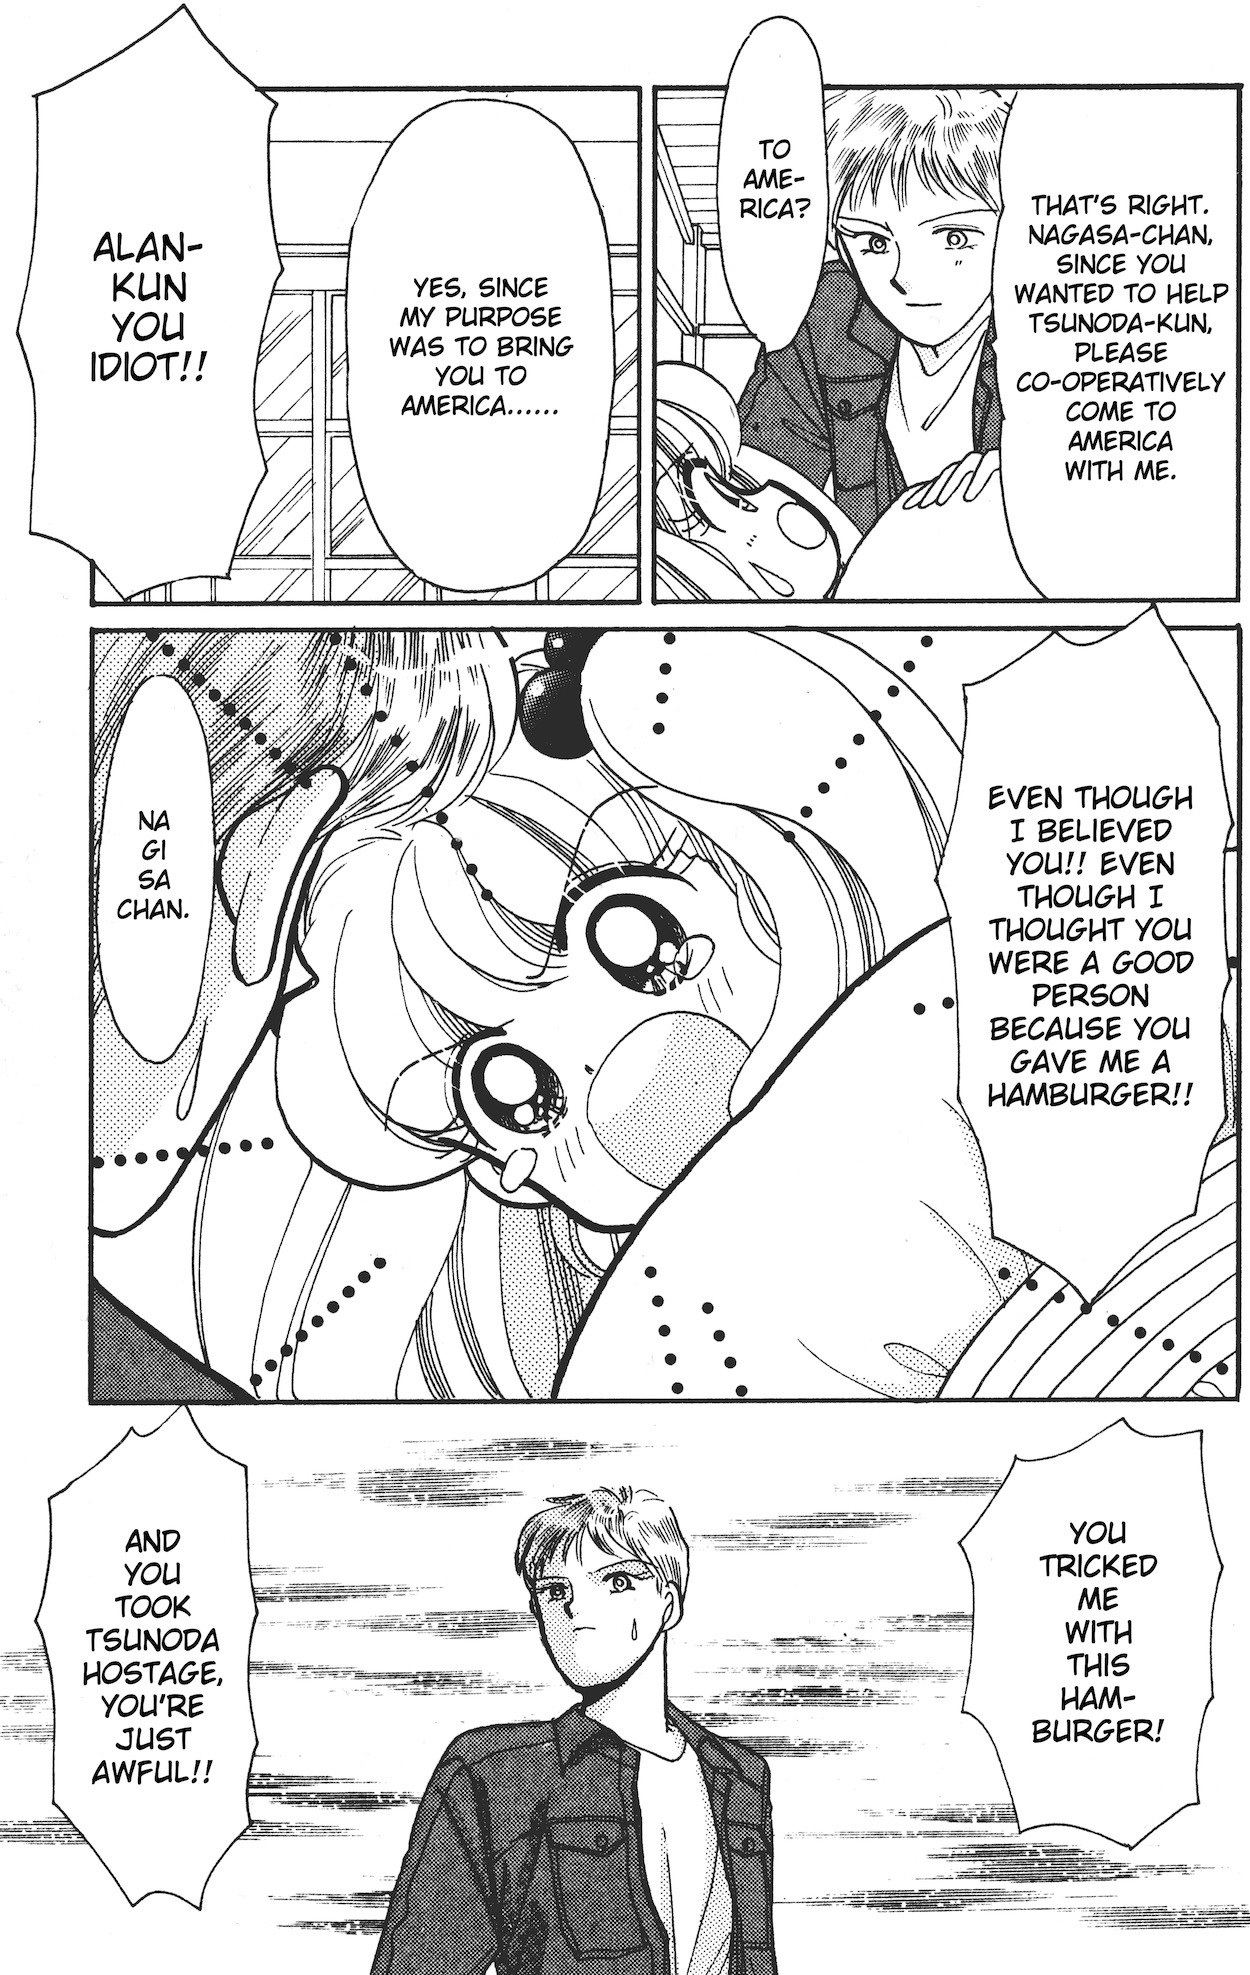 THAT'S RIGHT.
NAGASA-CHAN,
SINCE YOU
WANTED TO HELP
TSUNODA-KUN,
PLEASE
CO-OPERATIVELY
COME TO
AMERICA
WITH ME.
TO
AME-
RICA?
YES, SINCE
MY PURPOSE
WAS TO BRING
YOU TO
AMERICA......
ALAN-
KUN
YOU
IDIOT!!
EVEN THOUGH
I BELIEVED
YOU!! EVEN
THOUGH I
THOUGHT YOU
WERE A GOOD
PERSON
BECAUSE YOU
GAVE ME A
HAMBURGER!!
NA
GI
SA
CHAN.
YOU
TRICKED
ME
WITH
THIS
HAM-
BURGER!
AND
YOU
TOOK
TSUNODA
HOSTAGE,
YOU'RE
JUST
AWFUL!!